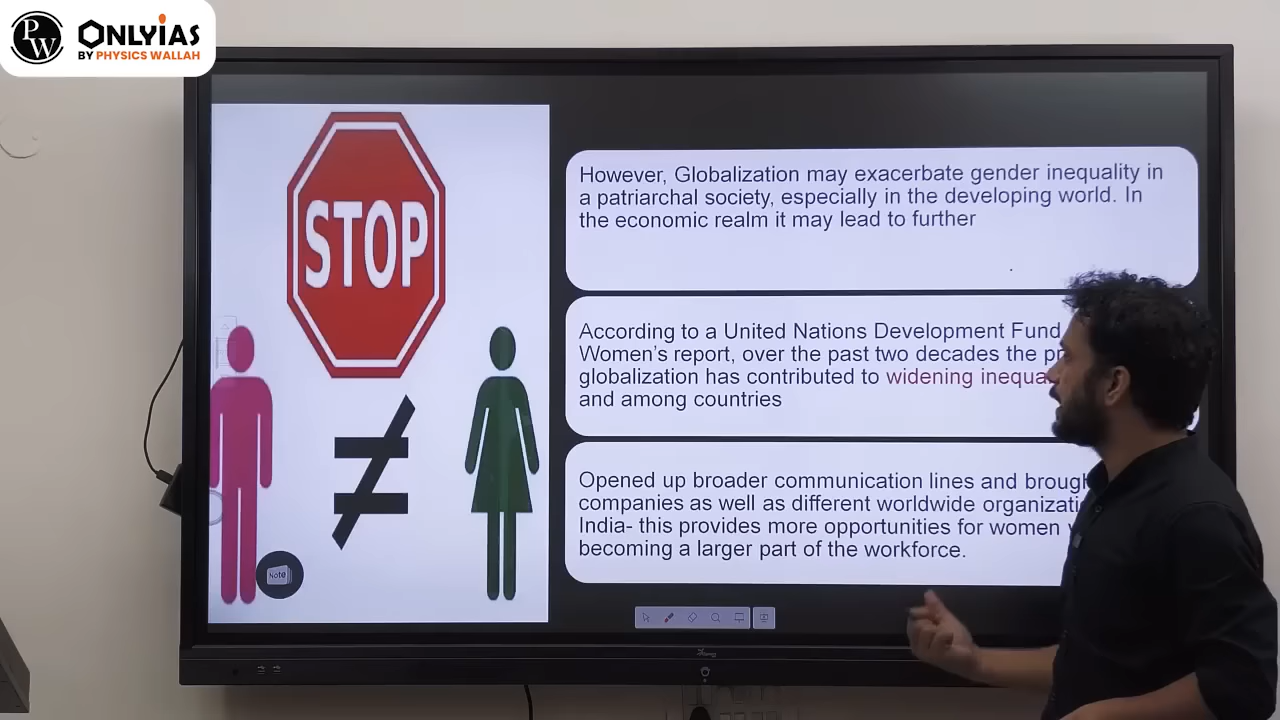 PW
ONLYIAS
BY PHYSICS WALLAH
STOP
Note
However, Globalization may exacerbate gender inequality in
a patriarchal society, especially in the developing world. In
the economic realm it may lead to further
According to a United Nations Development Fund
Women's report, over the past two decades the
globalization has contributed to widening
and among countries
Opened up broader communication lines and
companies as well as different worldwide
India- this provides more opportunities for women
becoming a larger part of the workforce.